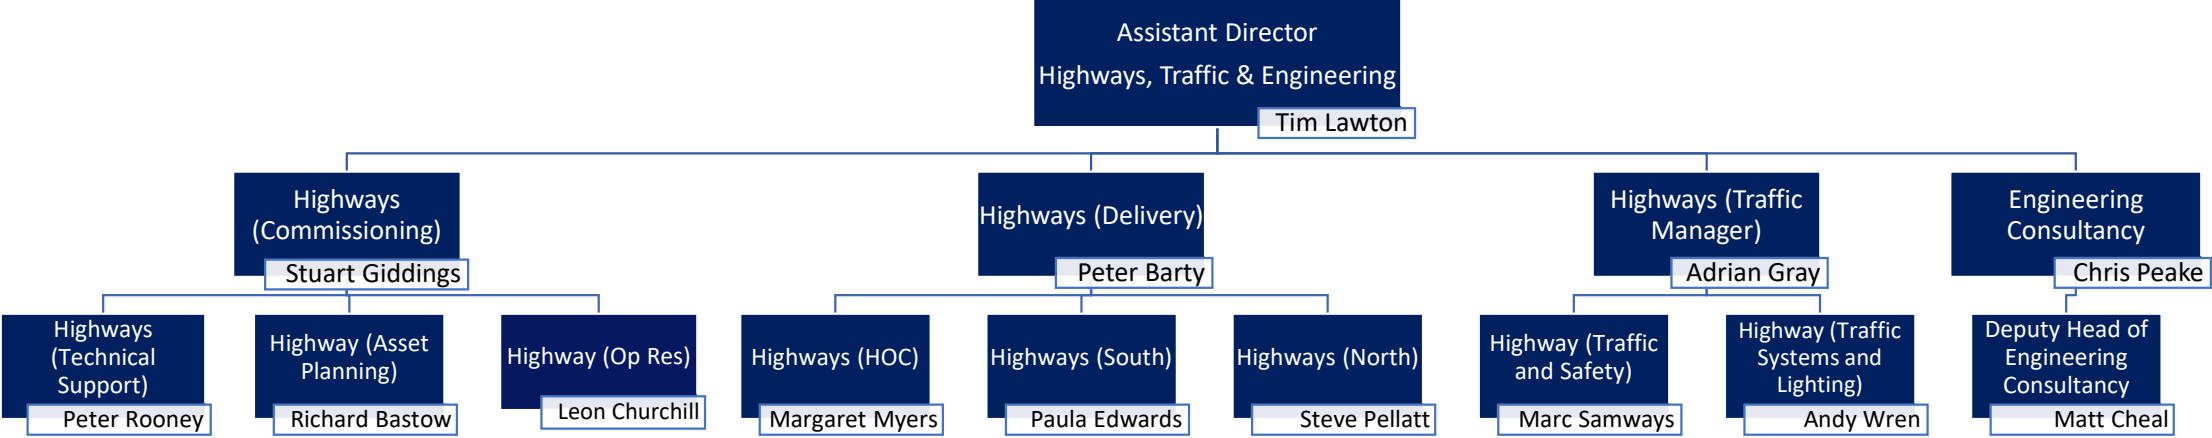 Assistant Director
Highways, Traffic & Engineering
Tim Lawton
Highways
(Commissioning)
Stuart Giddings
Highways (Delivery)
Peter Barty
Highways (Traffic
Manager)
Adrian Gray
Engineering
Consultancy
Chris Peake
Highways
(Technical
Support)
Peter Rooney
Highway (Asset
Planning)
Richard Bastow
Highway (Op Res)
Leon Churchill
Highways (HOC)
Margaret Myers
Highways (South)
Paula Edwards
Highways (North)
Steve Pellatt
Highway (Traffic
and Safety)
Marc Samways
Highway (Traffic
Systems and
Lighting)
Andy Wren
Deputy Head of
Engineering
Consultancy
Matt Cheal